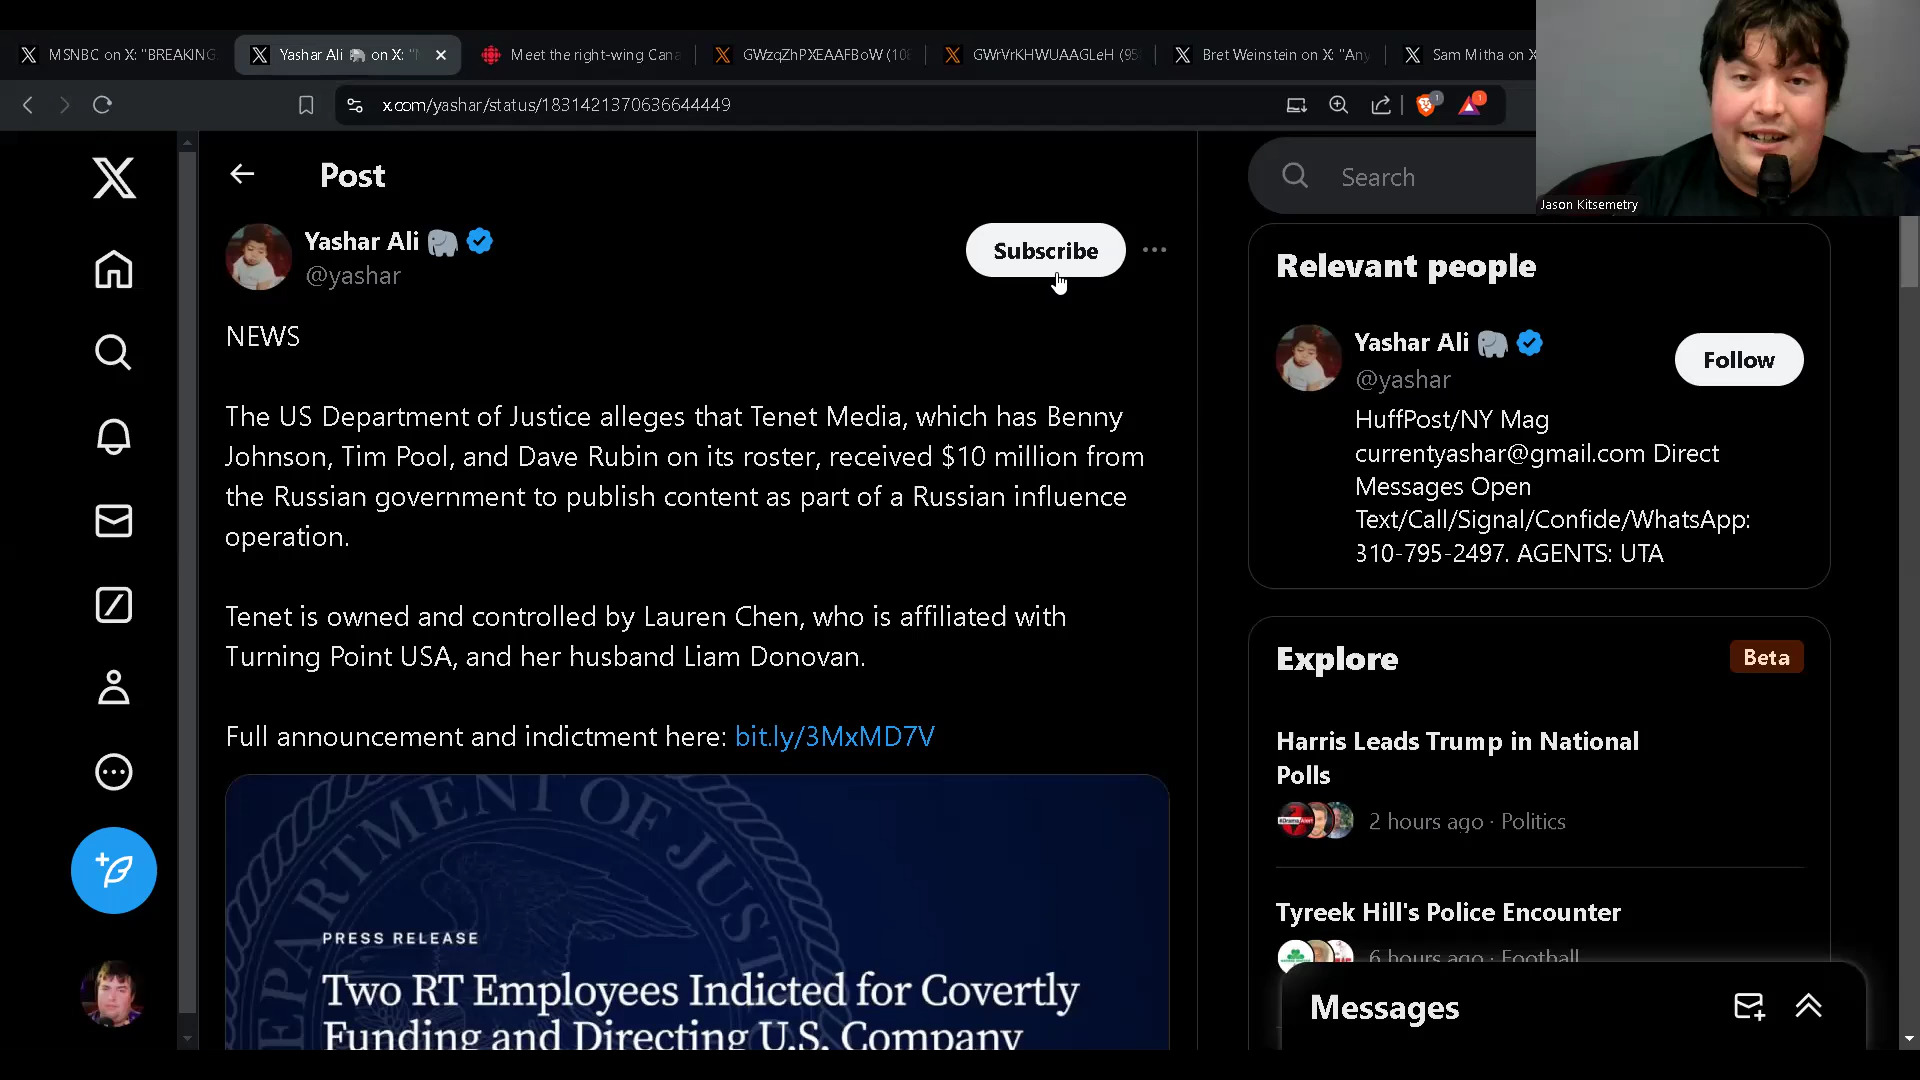 MSNBC on X: "BREAKING
Yashar Ali 🐘 on X: "
Meet the right-wing Cana
GWzqZhPXEAAFBoW (108
GWrVrKHWUAAGLeH (95
Bret Weinstein on X: "Any
Sam Mitha on X
x.com/yashar/status/1831421370636644449
Jason Kitsemetry
Post
Search
Yashar Ali 🐘
@yashar
Subscribe
NEWS
The US Department of Justice alleges that Tenet Media, which has Benny
Johnson, Tim Pool, and Dave Rubin on its roster, received $10 million from
the Russian government to publish content as part of a Russian influence
operation.
Tenet is owned and controlled by Lauren Chen, who is affiliated with
Turning Point USA, and her husband Liam Donovan.
Full announcement and indictment here: bit.ly/3MxMD7V
DEPARTMENT OF JUST
PRESS RELEASE
Two RT Employees Indicted for Covertly
Funding and Directing U.S. Company
Relevant people
Yashar Ali 🐘
@yashar
Follow
HuffPost/NY Mag
currentyashar@gmail.com Direct
Messages Open
Text/Call/Signal/Confide/WhatsApp:
310-795-2497. AGENTS: UTA
Explore
Beta
Harris Leads Trump in National
Polls
2 hours ago · Politics
Tyreek Hill's Police Encounter
6 hours ago · Football
Messages